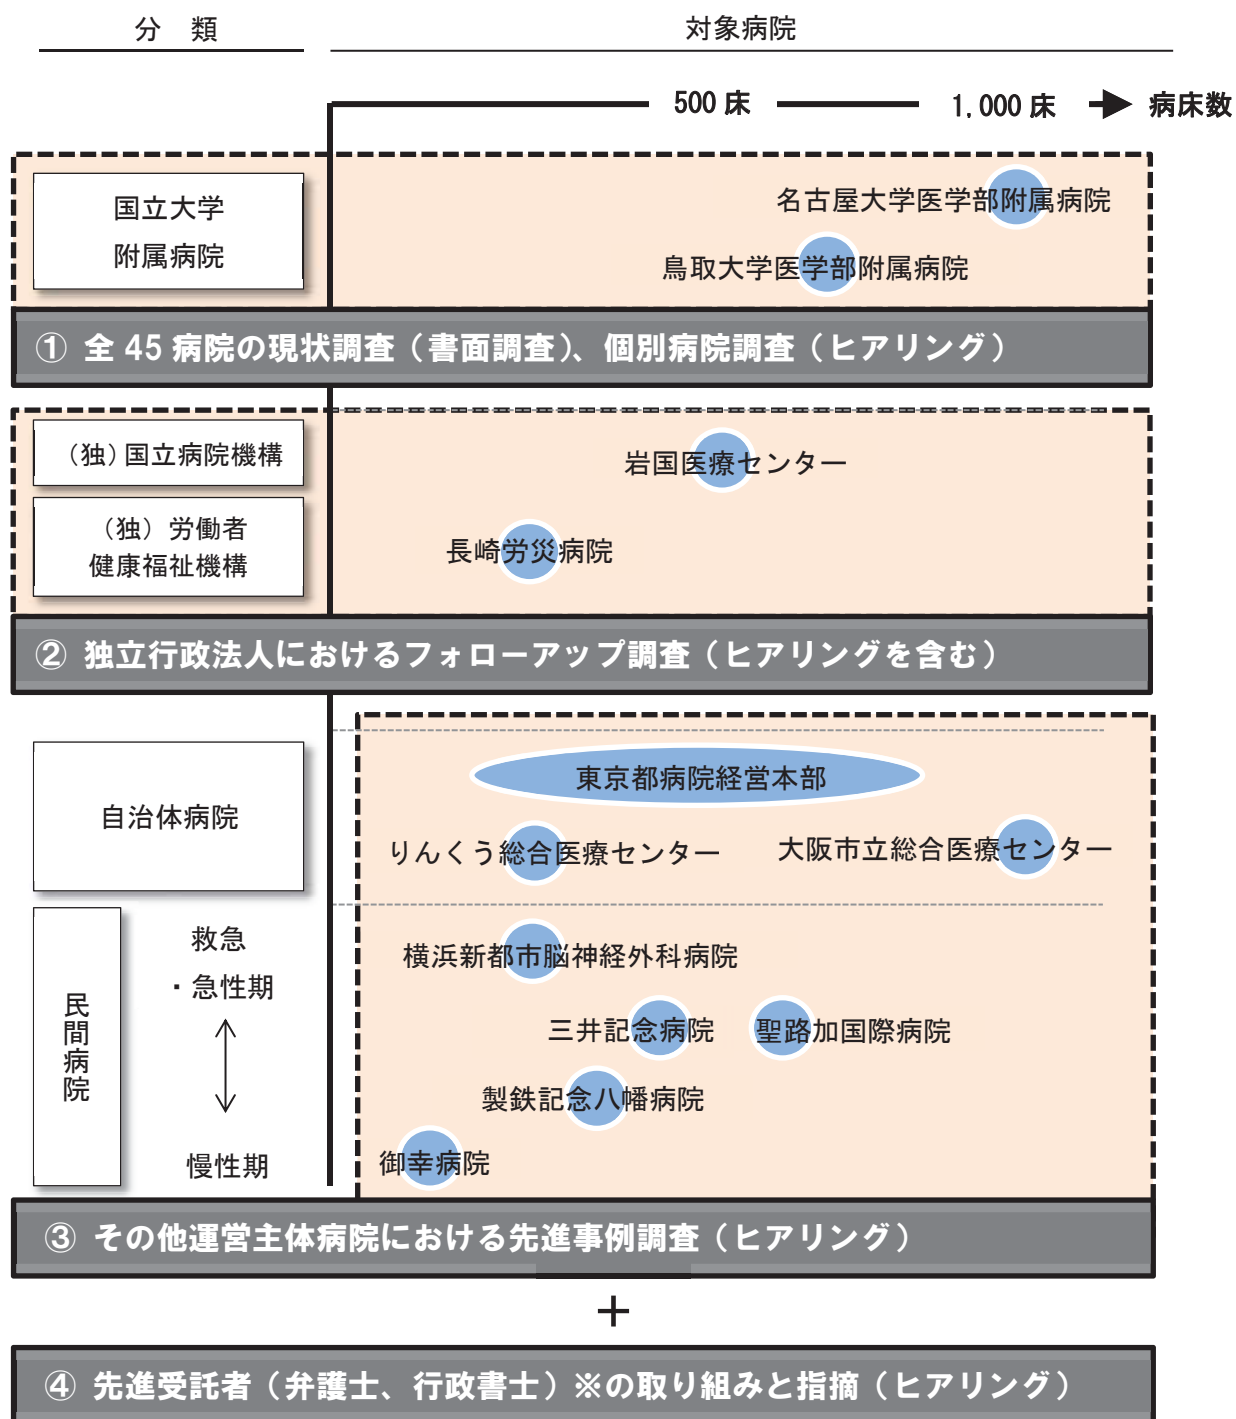 分　類
対象病院
500 床
1,000 床
病床数
国立大学
附属病院
名古屋大学医学部附属病院
鳥取大学医学部附属病院
① 全 45 病院の現状調査（書面調査）、個別病院調査（ヒアリング）
（独）国立病院機構
岩国医療センター
（独）労働者
健康福祉機構
長崎労災病院
② 独立行政法人におけるフォローアップ調査（ヒアリングを含む）
自治体病院
東京都病院経営本部
りんくう総合医療センター
大阪市立総合医療センター
民間病院
救急
・急性期
慢性期
横浜新都市脳神経外科病院
三井記念病院
聖路加国際病院
製鉄記念八幡病院
御幸病院
③ その他運営主体病院における先進事例調査（ヒアリング）
＋
④ 先進受託者（弁護士、行政書士）※の取り組みと指摘（ヒアリング）